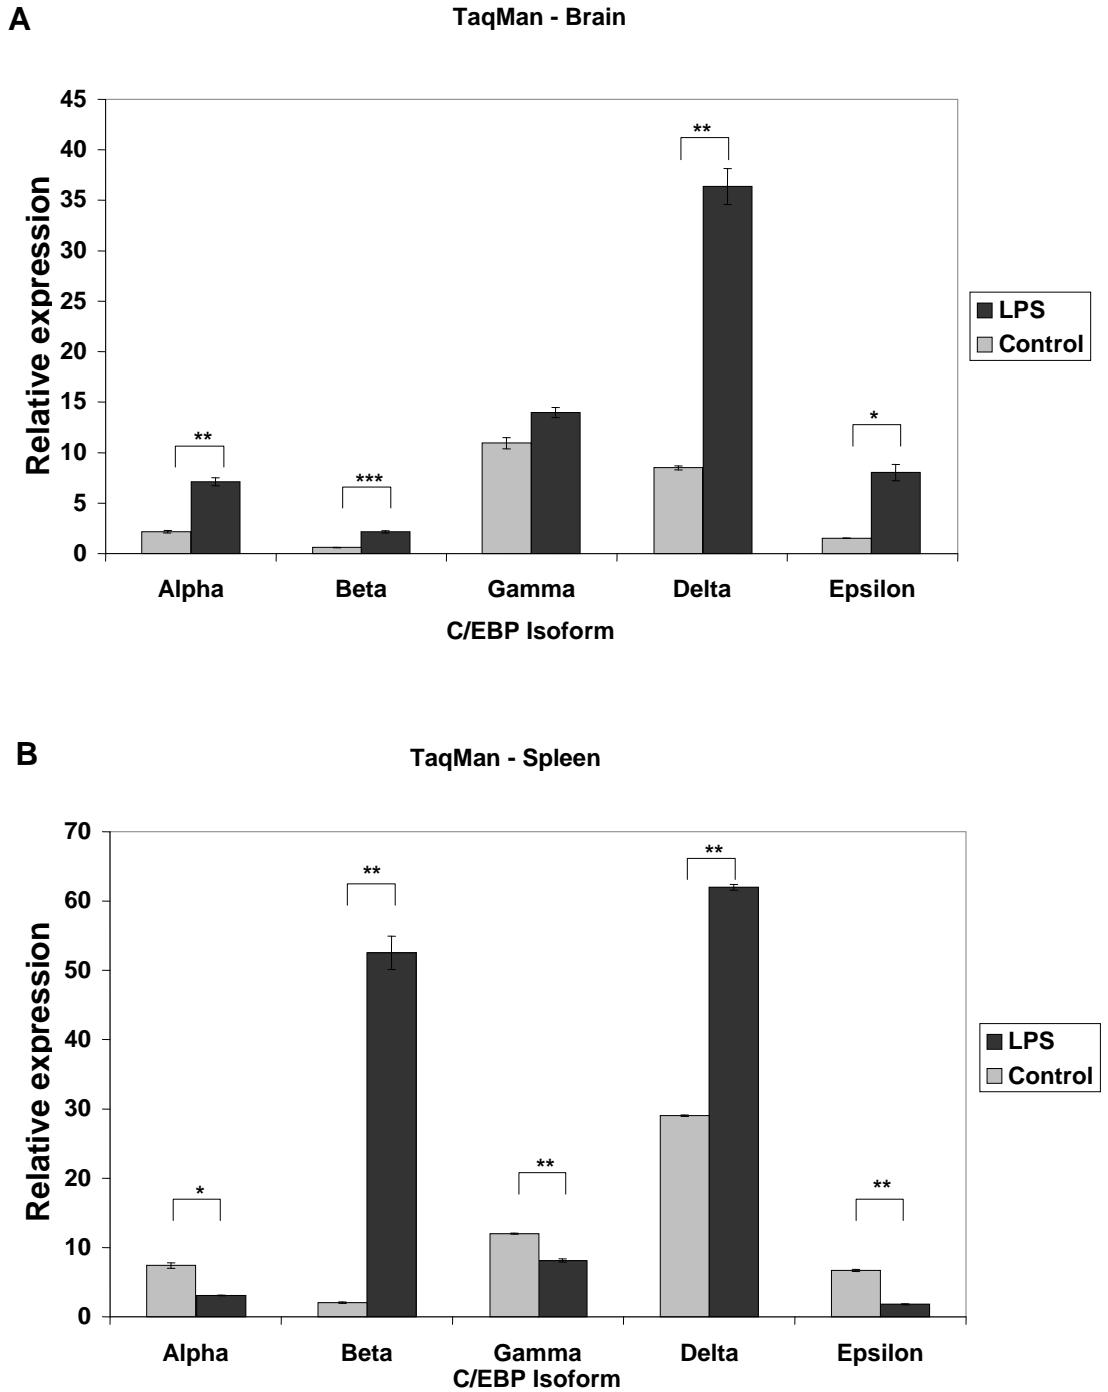 A
TaqMan - Brain
Relative expression
45
40
35
30
25
20
15
10
5
0
**
***
**
*
LPS
Control
Alpha Beta Gamma Delta Epsilon
C/EBP Isoform
B
TaqMan - Spleen
Relative expression
70
60
50
40
30
20
10
0
*
**
**
**
**
LPS
Control
Alpha Beta Gamma Delta Epsilon
C/EBP Isoform